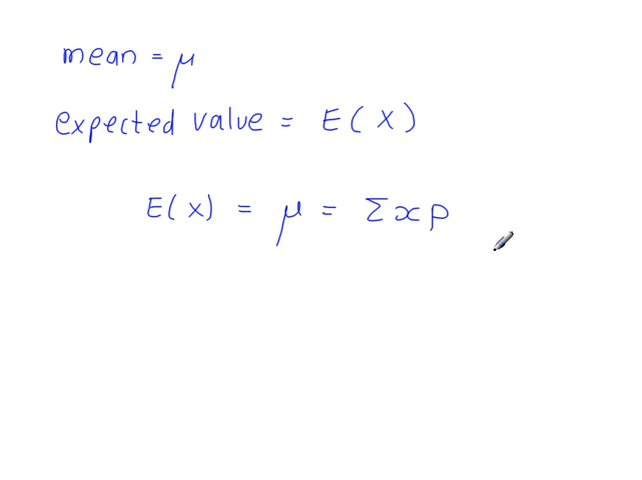 mean = μ
expected value = E(X)
E(X) = μ = Σxp